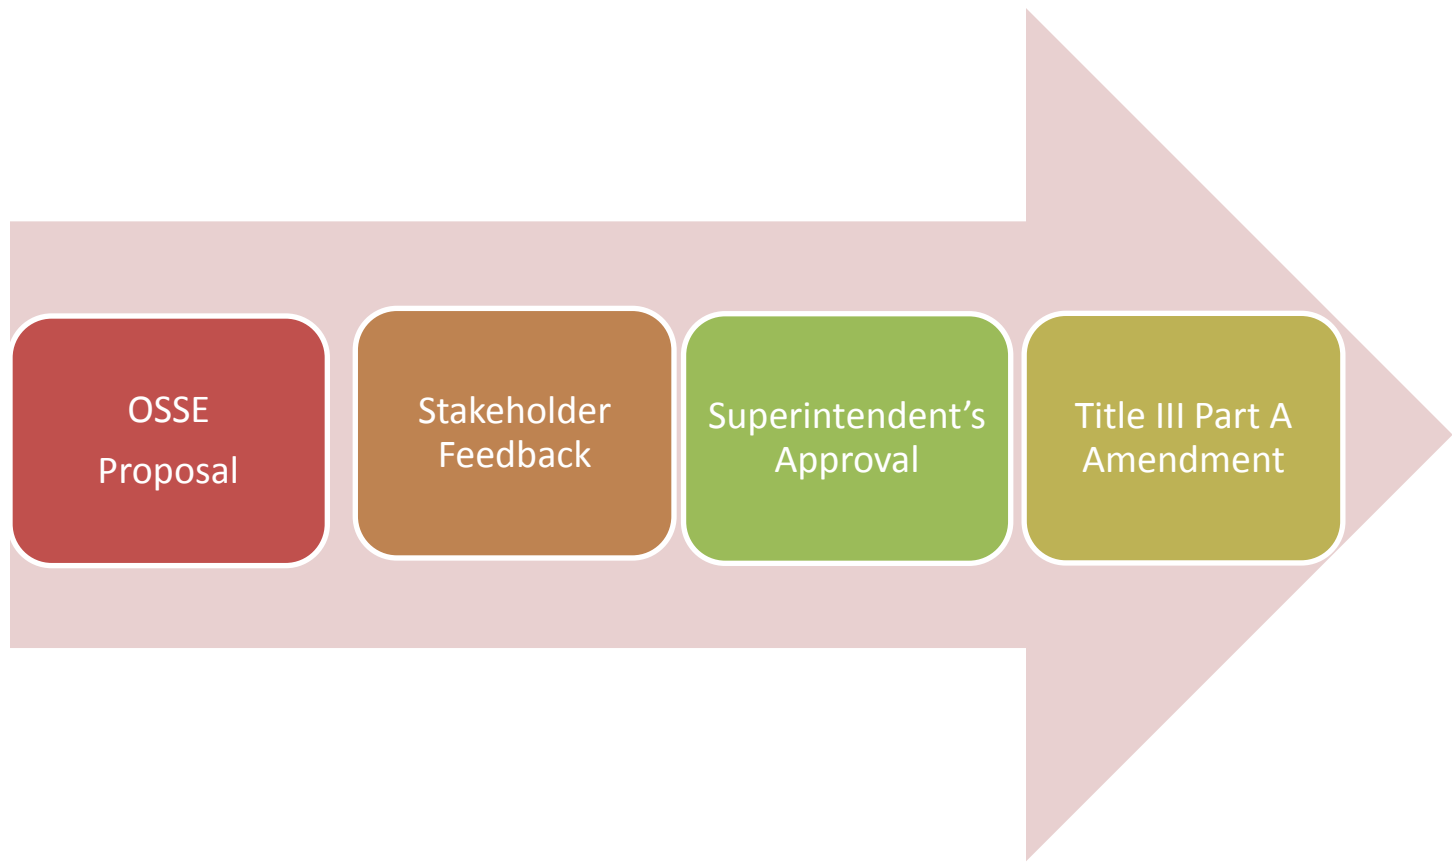 OSSE
Proposal
Stakeholder
Feedback
Superintendent’s
Approval
Title III Part A
Amendment